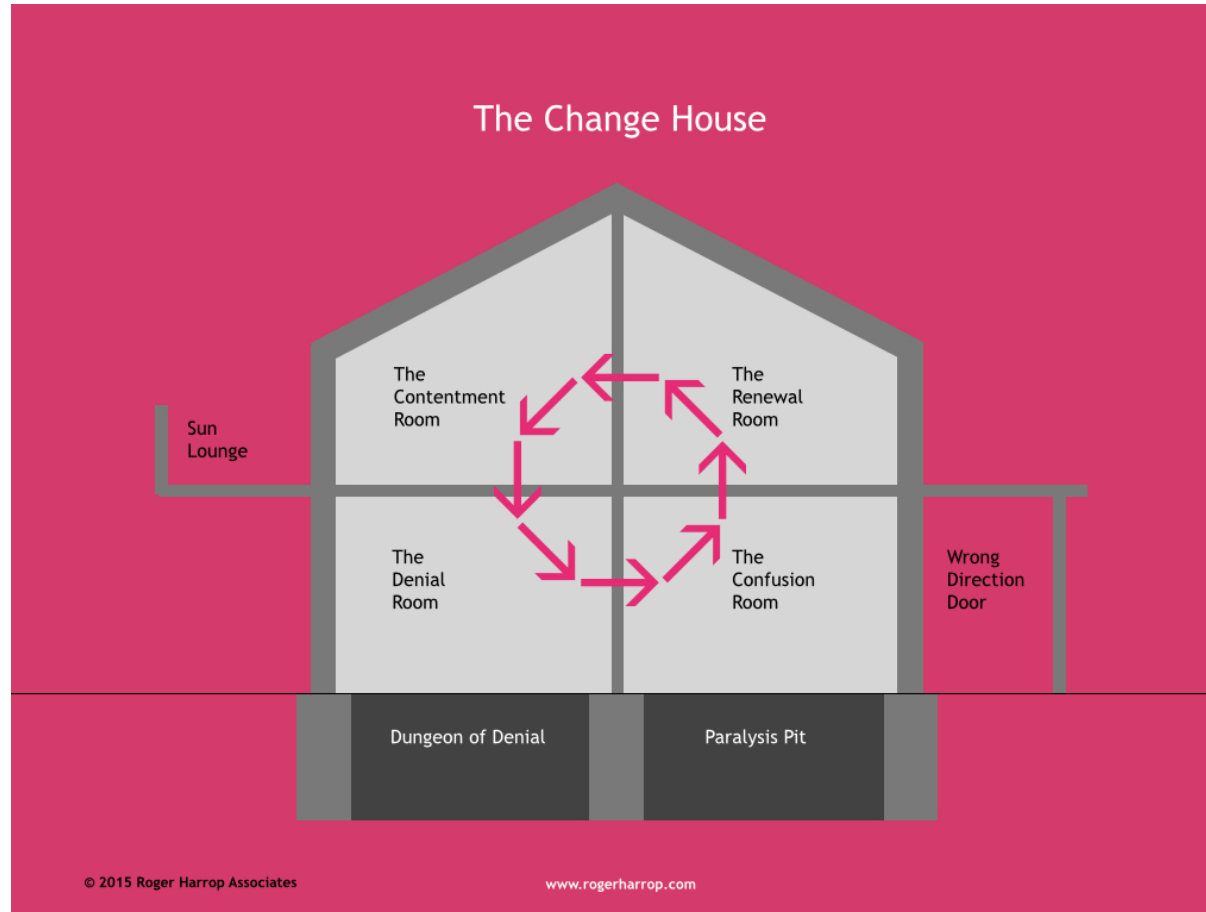 The Change House
The
Contentment
Room
The
Renewal
Room
Sun
Lounge
The
Denial
Room
The
Confusion
Room
Wrong
Direction
Door
Dungeon of Denial
Paralysis Pit
© 2015 Roger Harrop Associates
www.rogerharrop.com